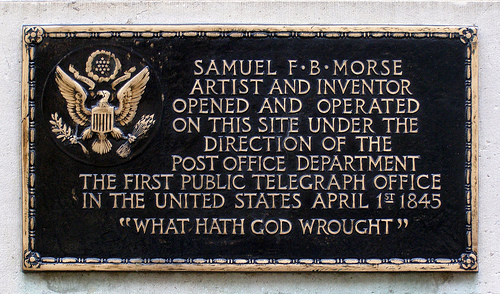 SAMUEL F·B·MORSE
ARTIST AND INVENTOR
OPENED AND OPERATED
ON THIS SITE UNDER THE
DIRECTION OF THE
POST OFFICE DEPARTMENT
THE FIRST PUBLIC TELEGRAPH OFFICE
IN THE UNITED STATES APRIL 1ST 1845
"WHAT HATH GOD WROUGHT"